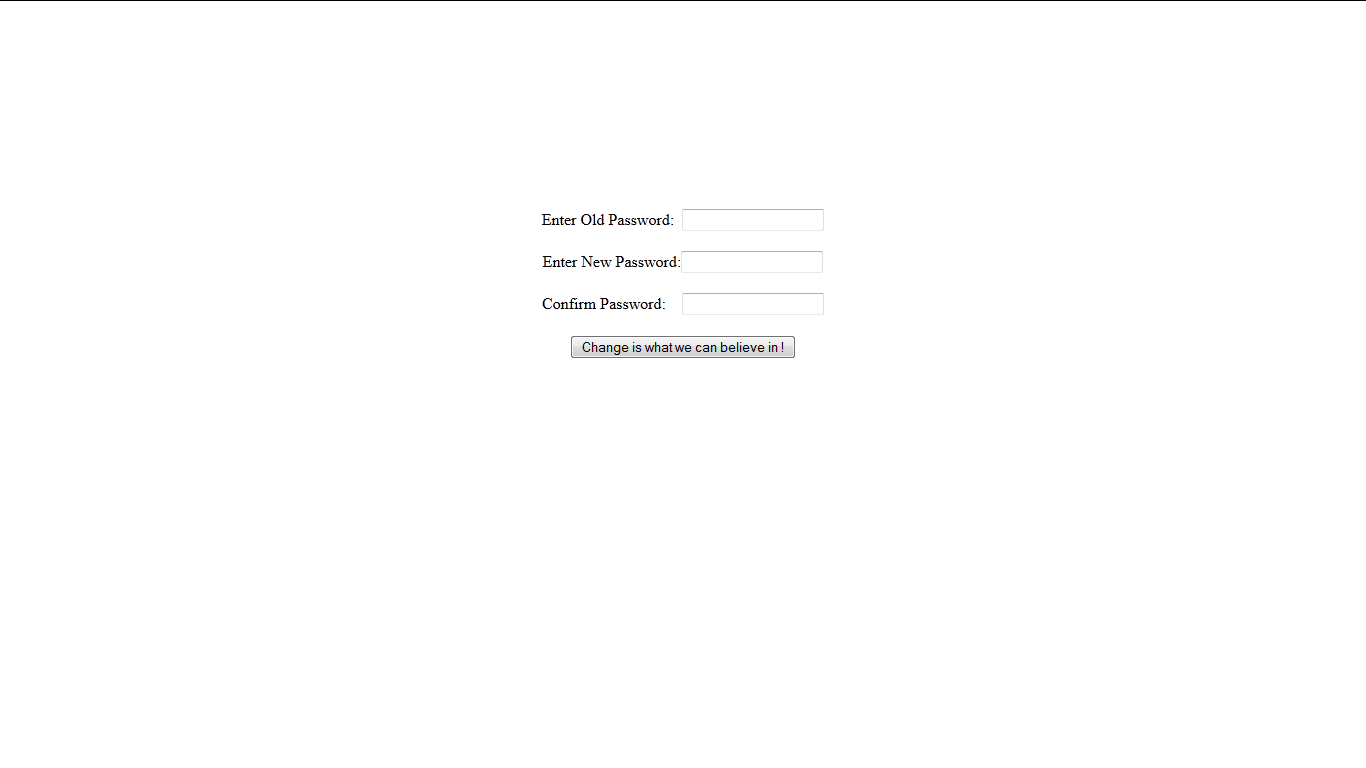 Enter Old Password:
Enter New Password:
Confirm Password:
Change is what we can believe in !